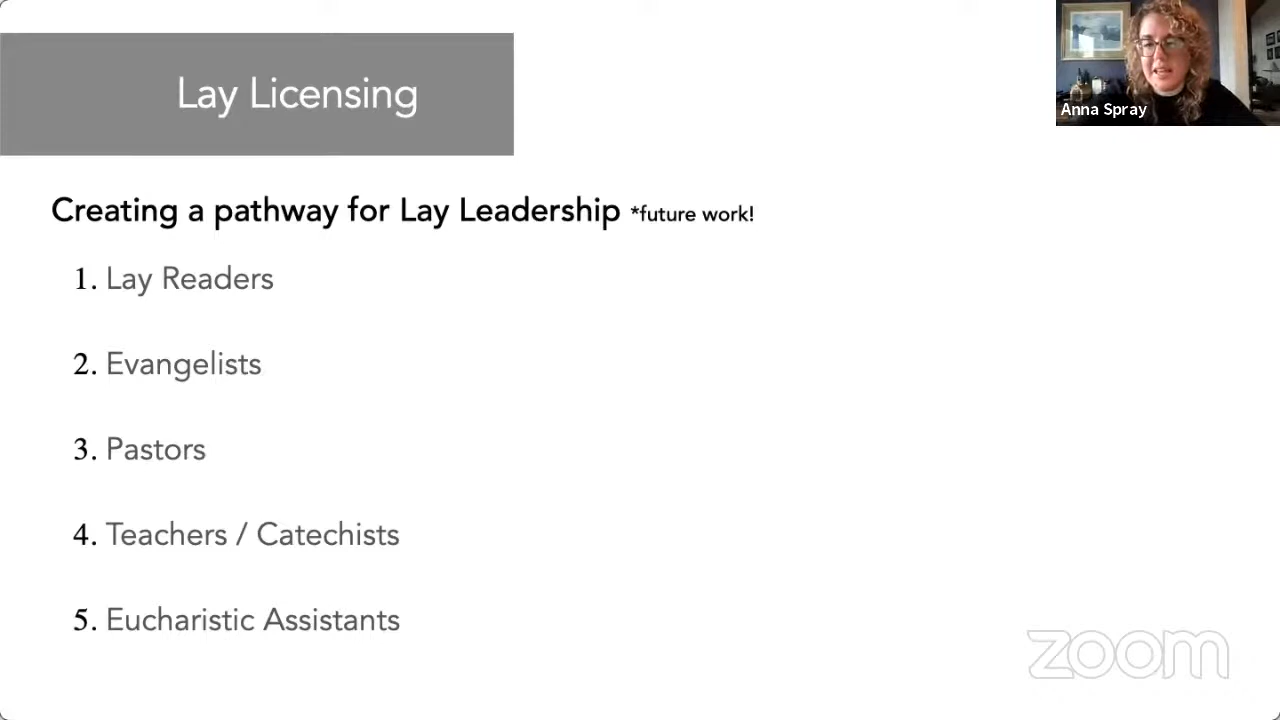 Lay Licensing
Anna Spray
Creating a pathway for Lay Leadership *future work!
1. Lay Readers
2. Evangelists
3. Pastors
4. Teachers / Catechists
5. Eucharistic Assistants
zoom